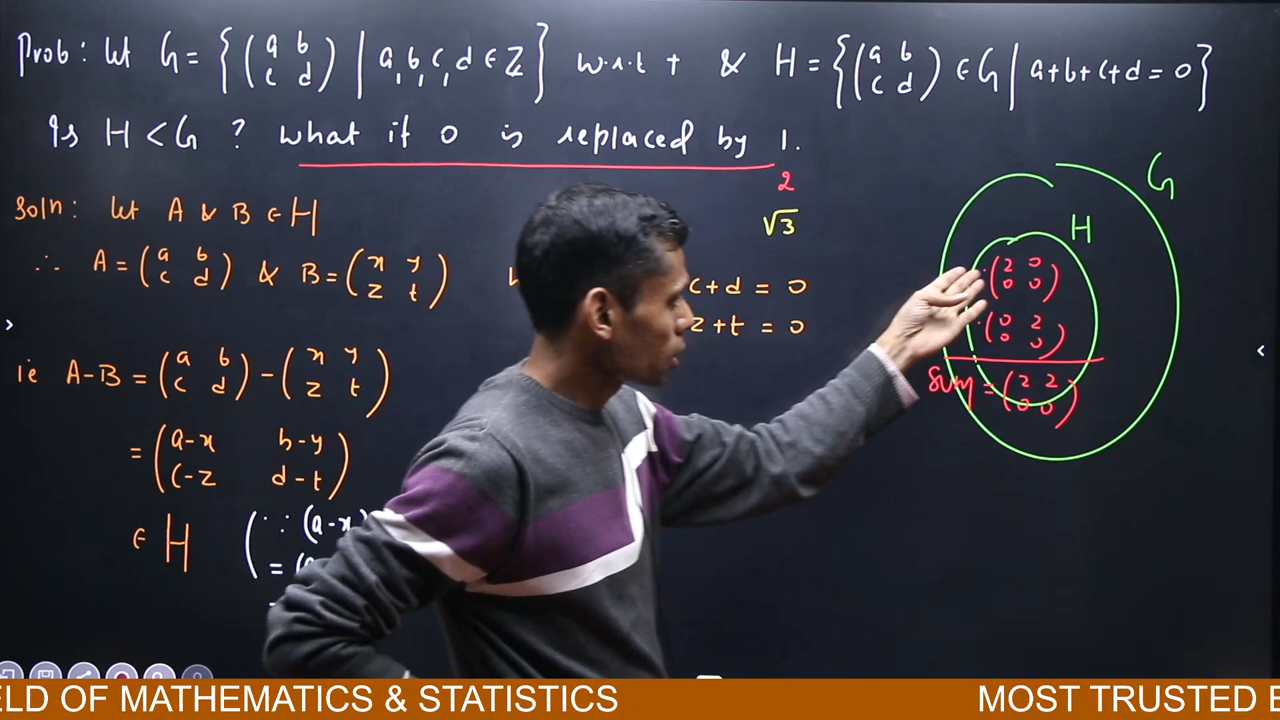 Prob: Let G = {(a b
c d) | a, b, c, d ∈ Z} w.r.t + & H = {(a b
c d) ∈ G | a+b+c+d = 0}
Is H < G ? what if 0 is replaced by 1.
2
√3
Soln: Let A & B ∈ H
∴ A = (a b
c d) & B = (x y
z t)
c+d = 0
z+t = 0
ie A-B = (a b
c d) - (x y
z t)
= (a-x b-y
c-z d-t)
∈ H (∵ (a-x)
=
G
H
(2 0
0 0)
(0 2
0 0)
Sum = (2 2
0 0)
ELD OF MATHEMATICS & STATISTICS
MOST TRUSTED E